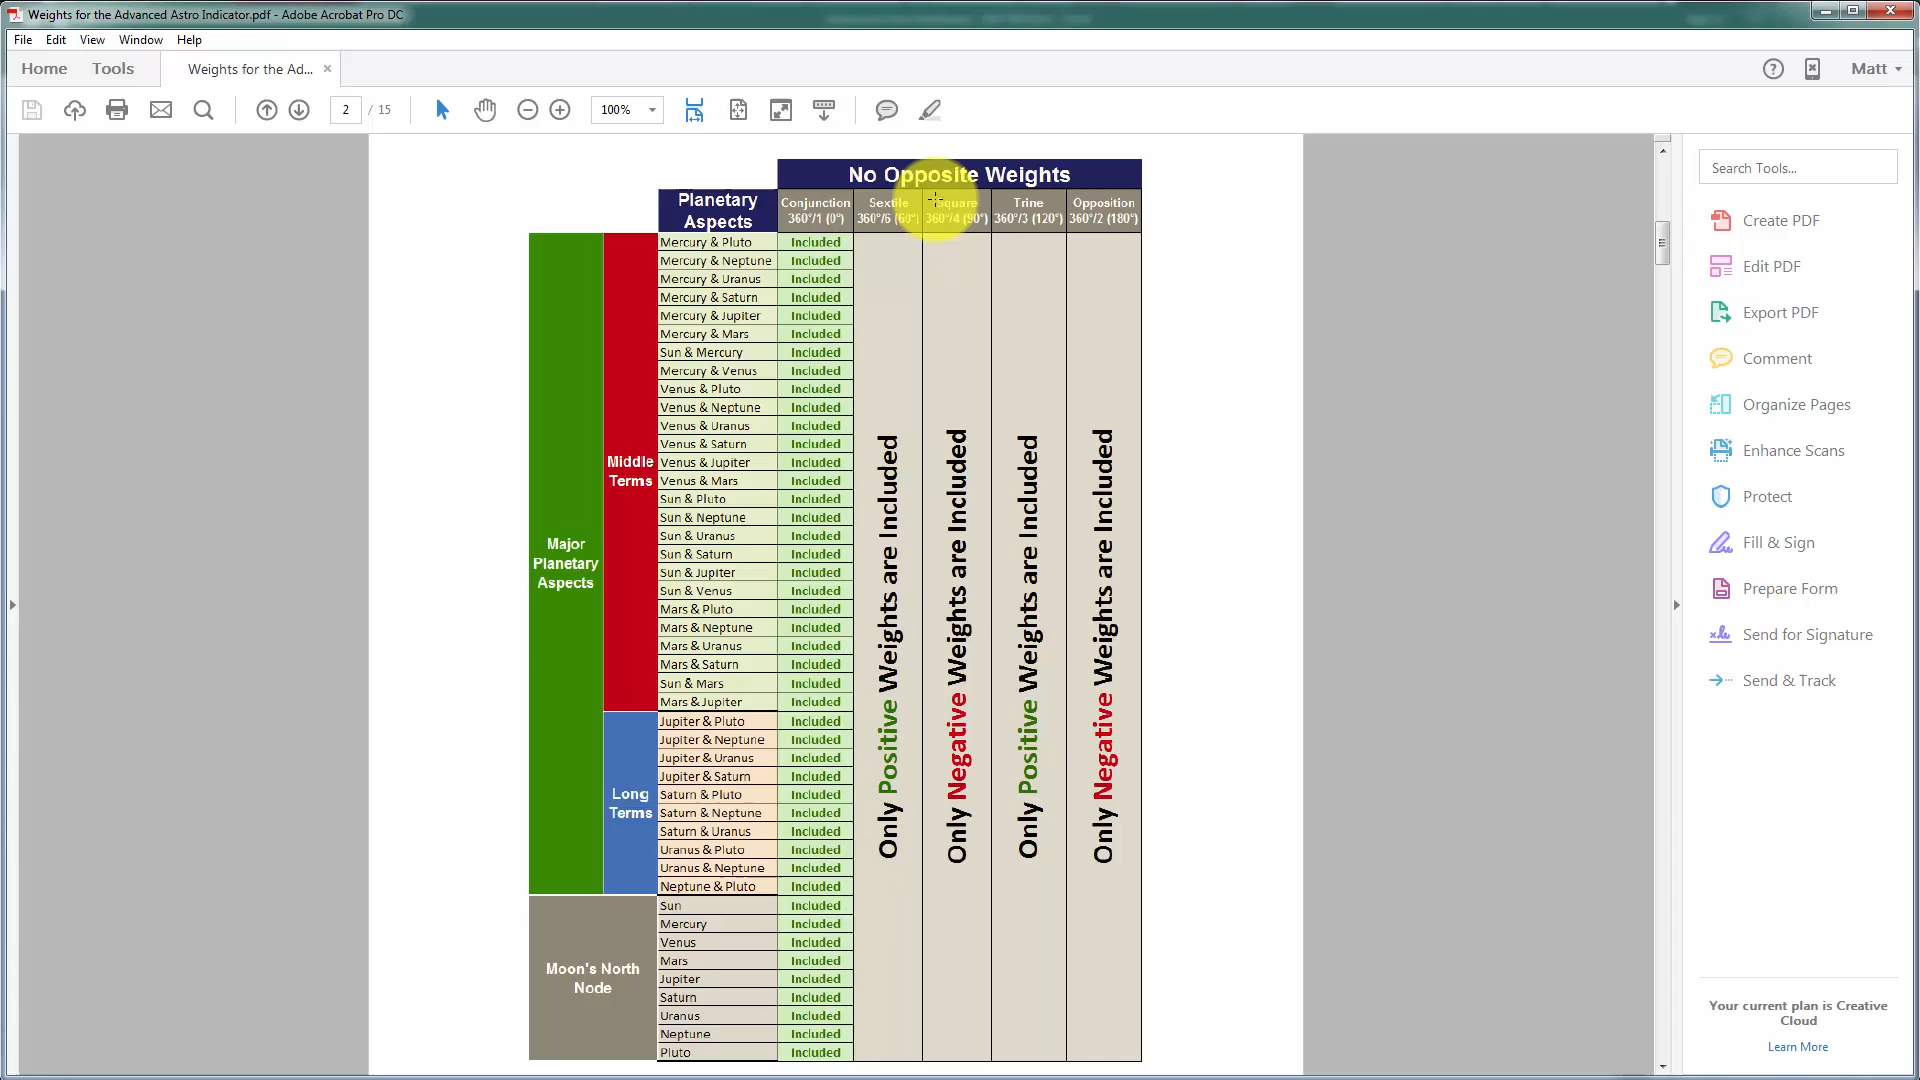 Weights for the Advanced Astro Indicator.pdf - Adobe Acrobat Pro DC
File Edit View Window Help
Home Tools Weights for the Ad... × Matt
2 / 15 100%
No Opposite Weights
Planetary
Aspects
Conjunction
360°/1 (0°)
Sextile
360°/6 (60°)
Square
360°/4 (90°)
Trine
360°/3 (120°)
Opposition
360°/2 (180°)
Major
Planetary
Aspects
Middle
Terms
Mercury & Pluto Included
Mercury & Neptune Included
Mercury & Uranus Included
Mercury & Saturn Included
Mercury & Jupiter Included
Mercury & Mars Included
Sun & Mercury Included
Mercury & Venus Included
Venus & Pluto Included
Venus & Neptune Included
Venus & Uranus Included
Venus & Saturn Included
Venus & Jupiter Included
Venus & Mars Included
Sun & Pluto Included
Sun & Neptune Included
Sun & Uranus Included
Sun & Saturn Included
Sun & Jupiter Included
Sun & Venus Included
Mars & Pluto Included
Mars & Neptune Included
Mars & Uranus Included
Mars & Saturn Included
Sun & Mars Included
Mars & Jupiter Included
Long
Terms
Jupiter & Pluto Included
Jupiter & Neptune Included
Jupiter & Uranus Included
Jupiter & Saturn Included
Saturn & Pluto Included
Saturn & Neptune Included
Saturn & Uranus Included
Uranus & Pluto Included
Uranus & Neptune Included
Neptune & Pluto Included
Moon's North
Node
Sun Included
Mercury Included
Venus Included
Mars Included
Jupiter Included
Saturn Included
Uranus Included
Neptune Included
Pluto Included
Only Positive Weights are Included
Only Negative Weights are Included
Only Positive Weights are Included
Only Negative Weights are Included
Search Tools...
Create PDF
Edit PDF
Export PDF
Comment
Organize Pages
Enhance Scans
Protect
Fill & Sign
Prepare Form
Send for Signature
Send & Track
Your current plan is Creative
Cloud
Learn More